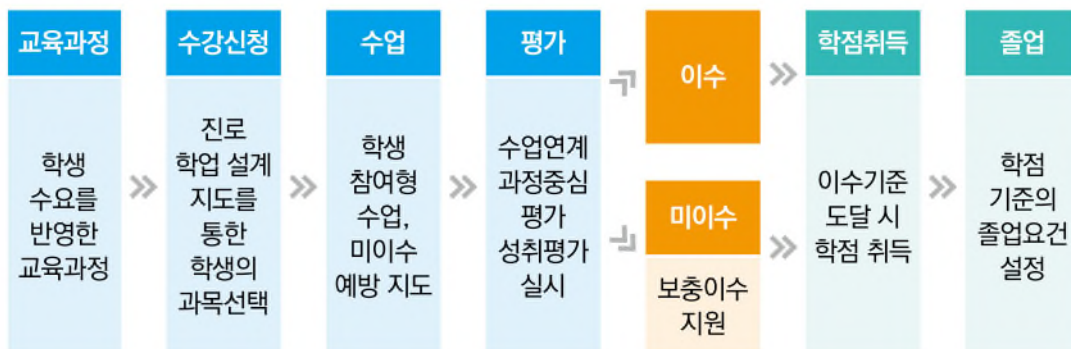 교육과정
학생
수요를
반영한
교육과정
수강신청
진로
학업 설계
지도를
통한
학생의
과목선택
수업
학생
참여형
수업,
미이수
예방 지도
평가
수업연계
과정중심
평가
성취평가
실시
이수
미이수
보충이수
지원
학점취득
이수기준
도달 시
학점 취득
졸업
학점
기준의
졸업요건
설정